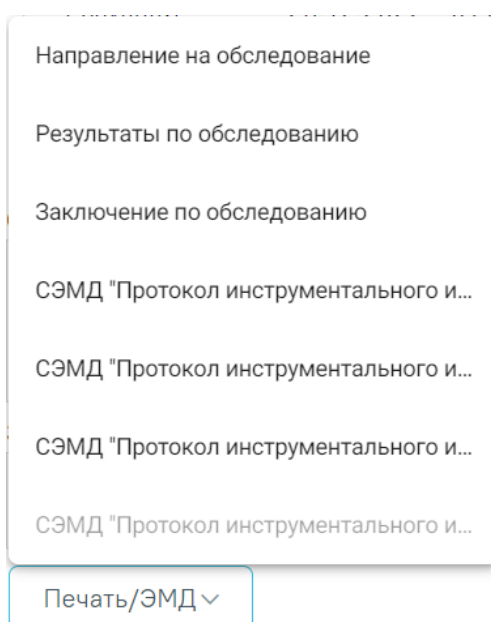 Направление на обследование
Результаты по обследованию
Заключение по обследованию
СЭМД "Протокол инструментального и...
СЭМД "Протокол инструментального и...
СЭМД "Протокол инструментального и...
СЭМД "Протокол инструментального и...
Печать/ЭМД